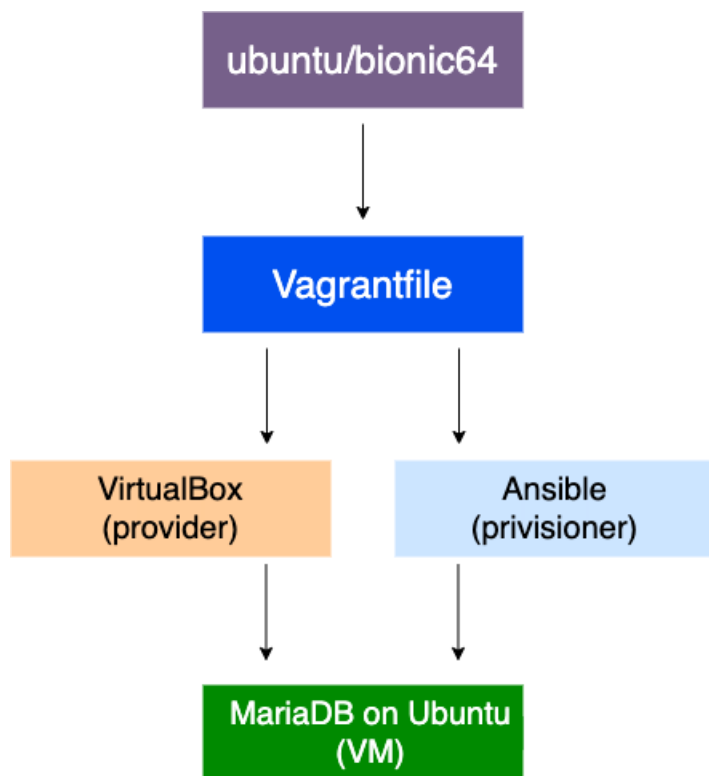 ubuntu/bionic64
Vagrantfile
VirtualBox
(provider)
Ansible
(privisioner)
MariaDB on Ubuntu
(VM)